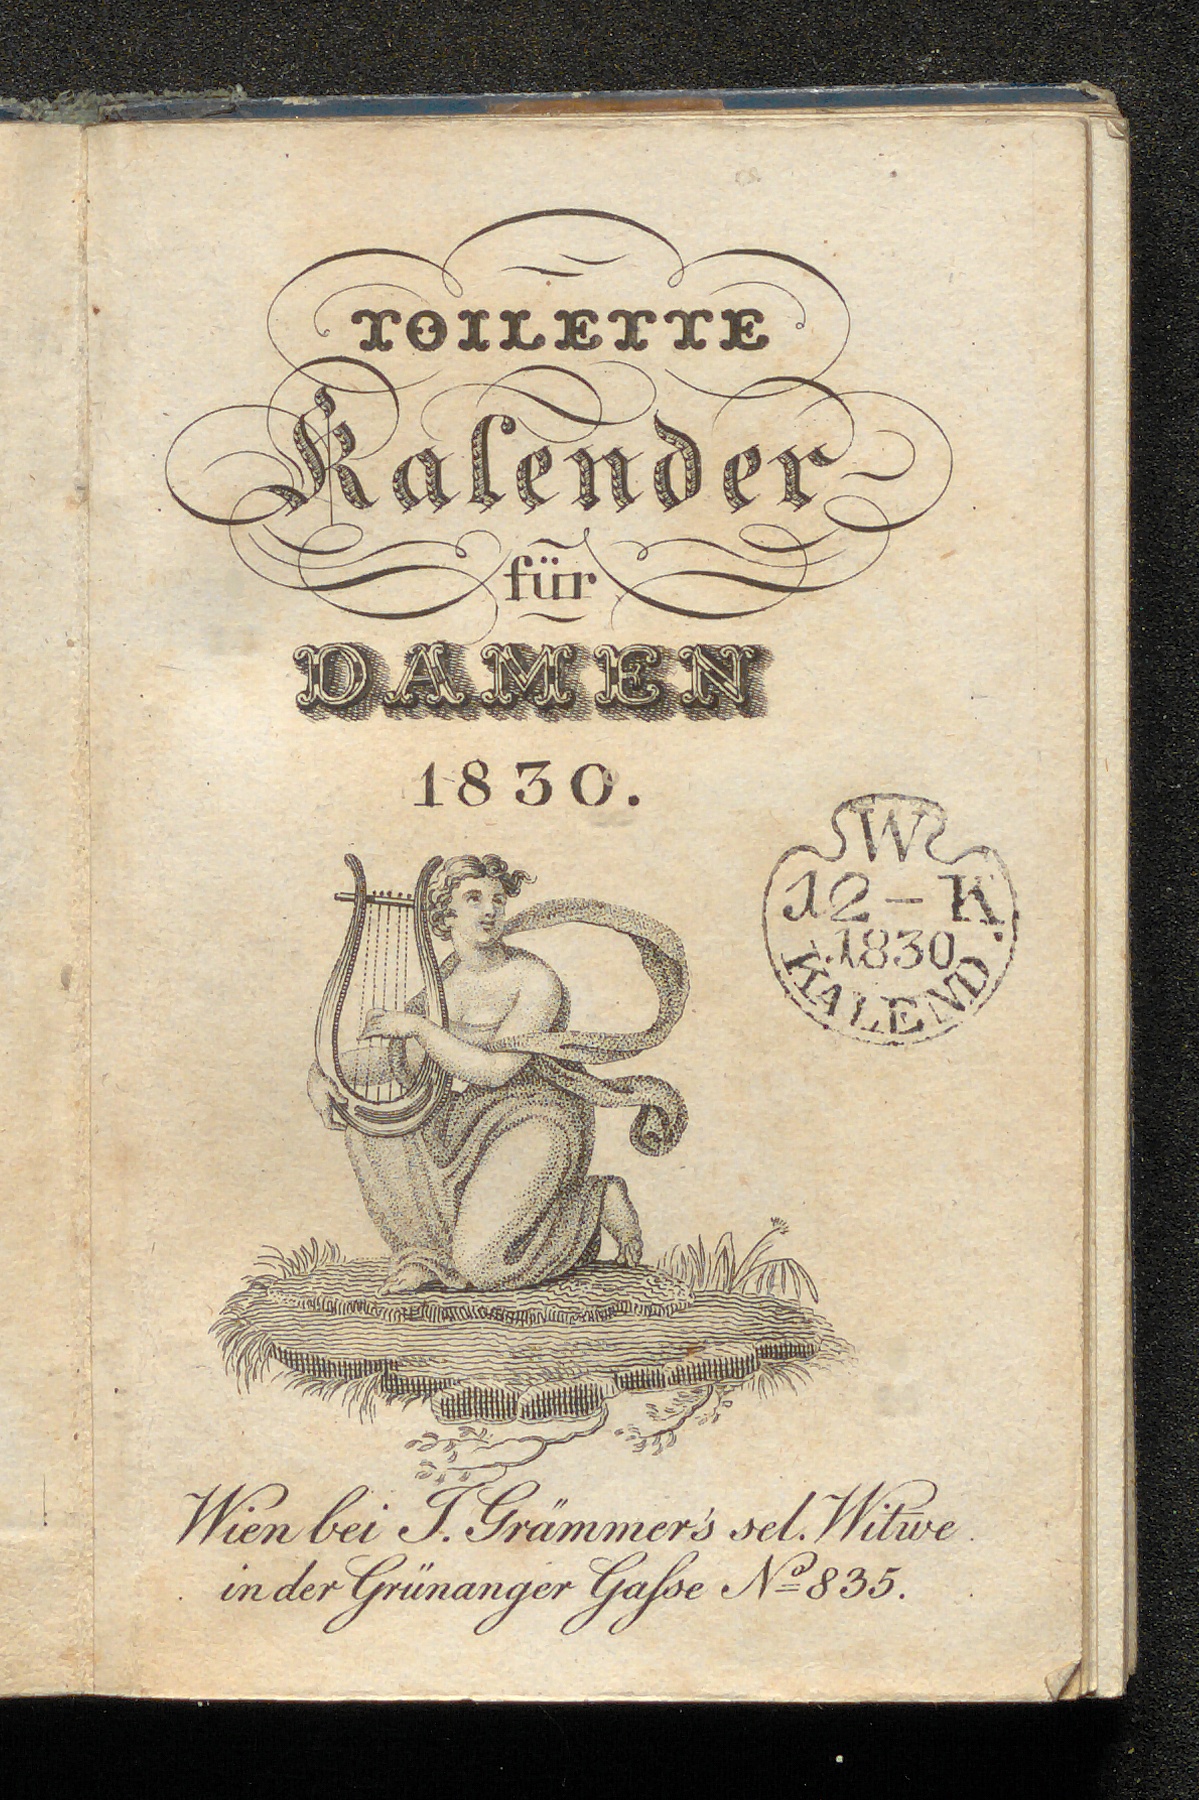 TOILETTE
Kalender
für
DAMEN
1830.
W
12 - K.
1830
KALEND
Wien bei J. Grämmer's sel. Witwe
in der Grünanger Gaſse No 835.